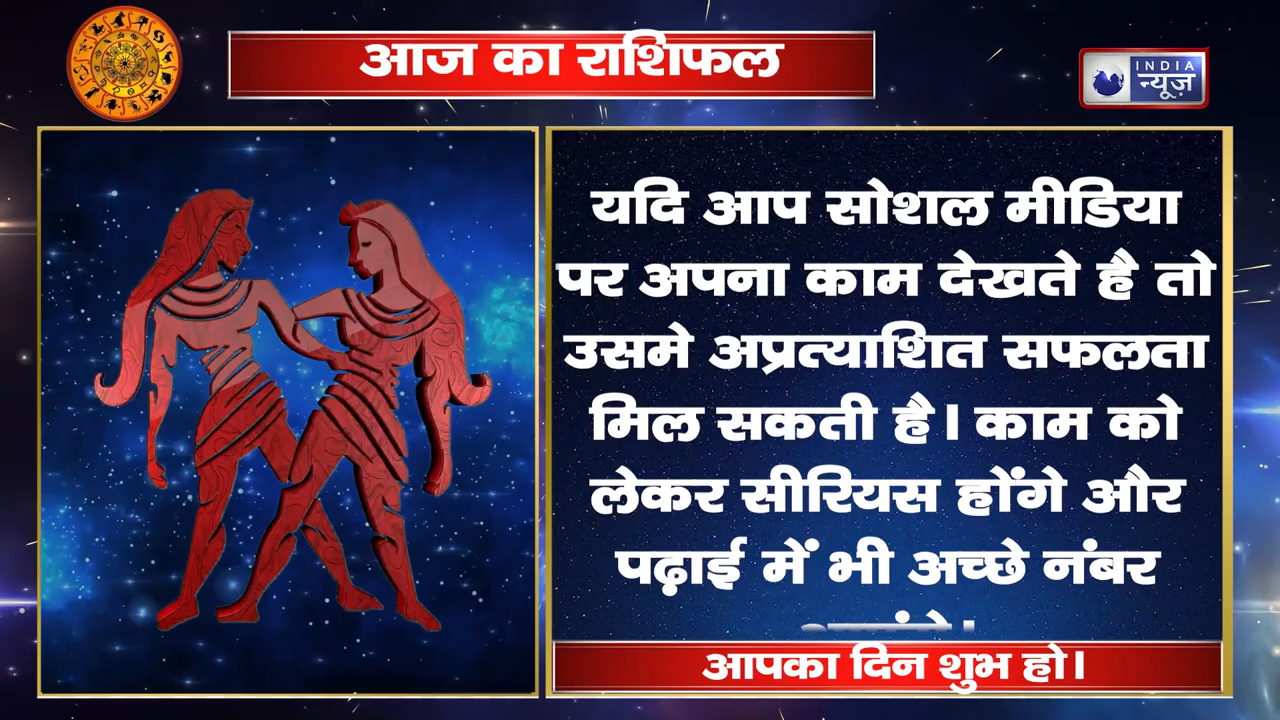 आज का राशिफल
INDIA
न्यूज़
यदि आप सोशल मीडिया
पर अपना काम देखते है तो
उसमे अप्रत्याशित सफलता
मिल सकती है। काम को
लेकर सीरियस होंगे और
पढ़ाई में भी अच्छे नंबर
आपका दिन शुभ हो।